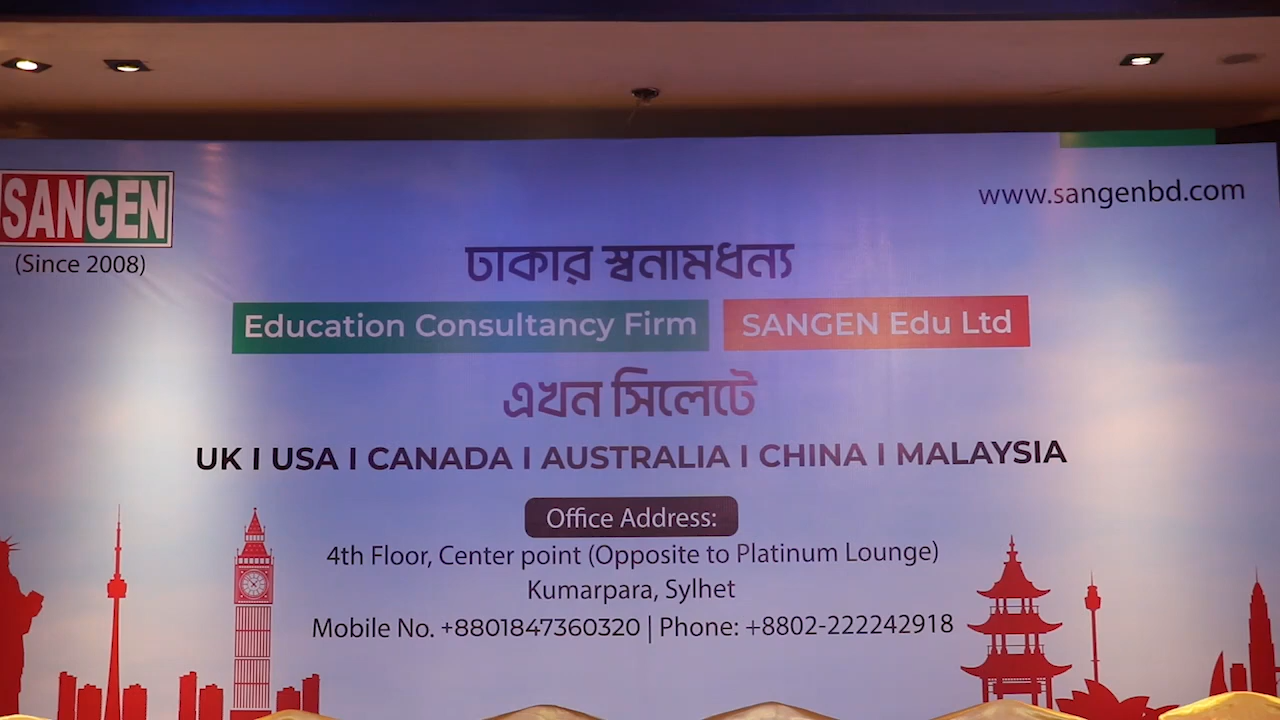 SANGEN
(Since 2008)
www.sangenbd.com
ঢাকার স্বনামধন্য
Education Consultancy Firm SANGEN Edu Ltd
এখন সিলেটে
UK I USA I CANADA I AUSTRALIA I CHINA I MALAYSIA
Office Address:
4th Floor, Center point (Opposite to Platinum Lounge)
Kumarpara, Sylhet
Mobile No. +8801847360320 | Phone: +8802-222242918